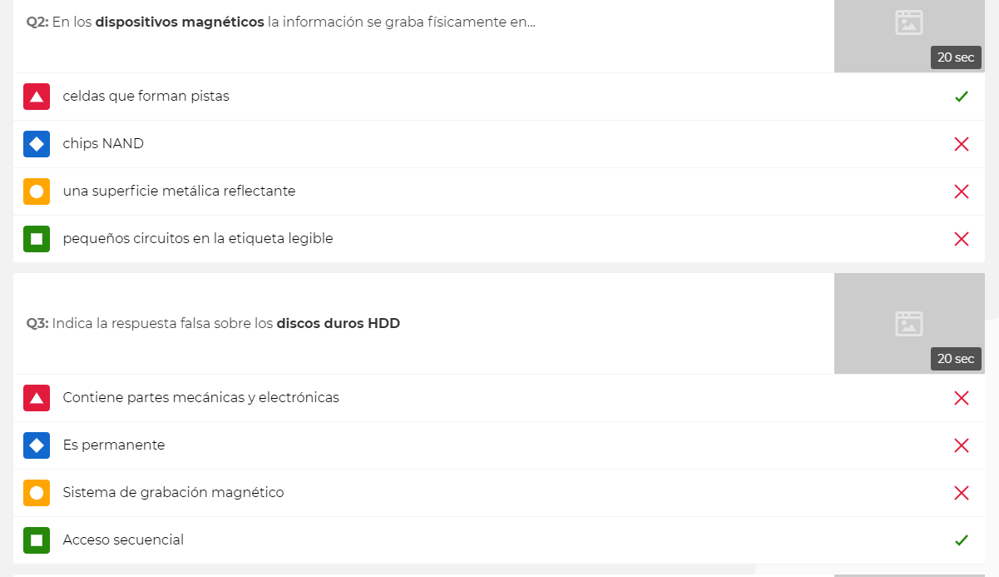 Q2: En los dispositivos magnéticos la información se graba físicamente en...
20 sec
celdas que forman pistas
chips NAND
una superficie metálica reflectante
pequeños circuitos en la etiqueta legible
Q3: Indica la respuesta falsa sobre los discos duros HDD
20 sec
Contiene partes mecánicas y electrónicas
Es permanente
Sistema de grabación magnético
Acceso secuencial